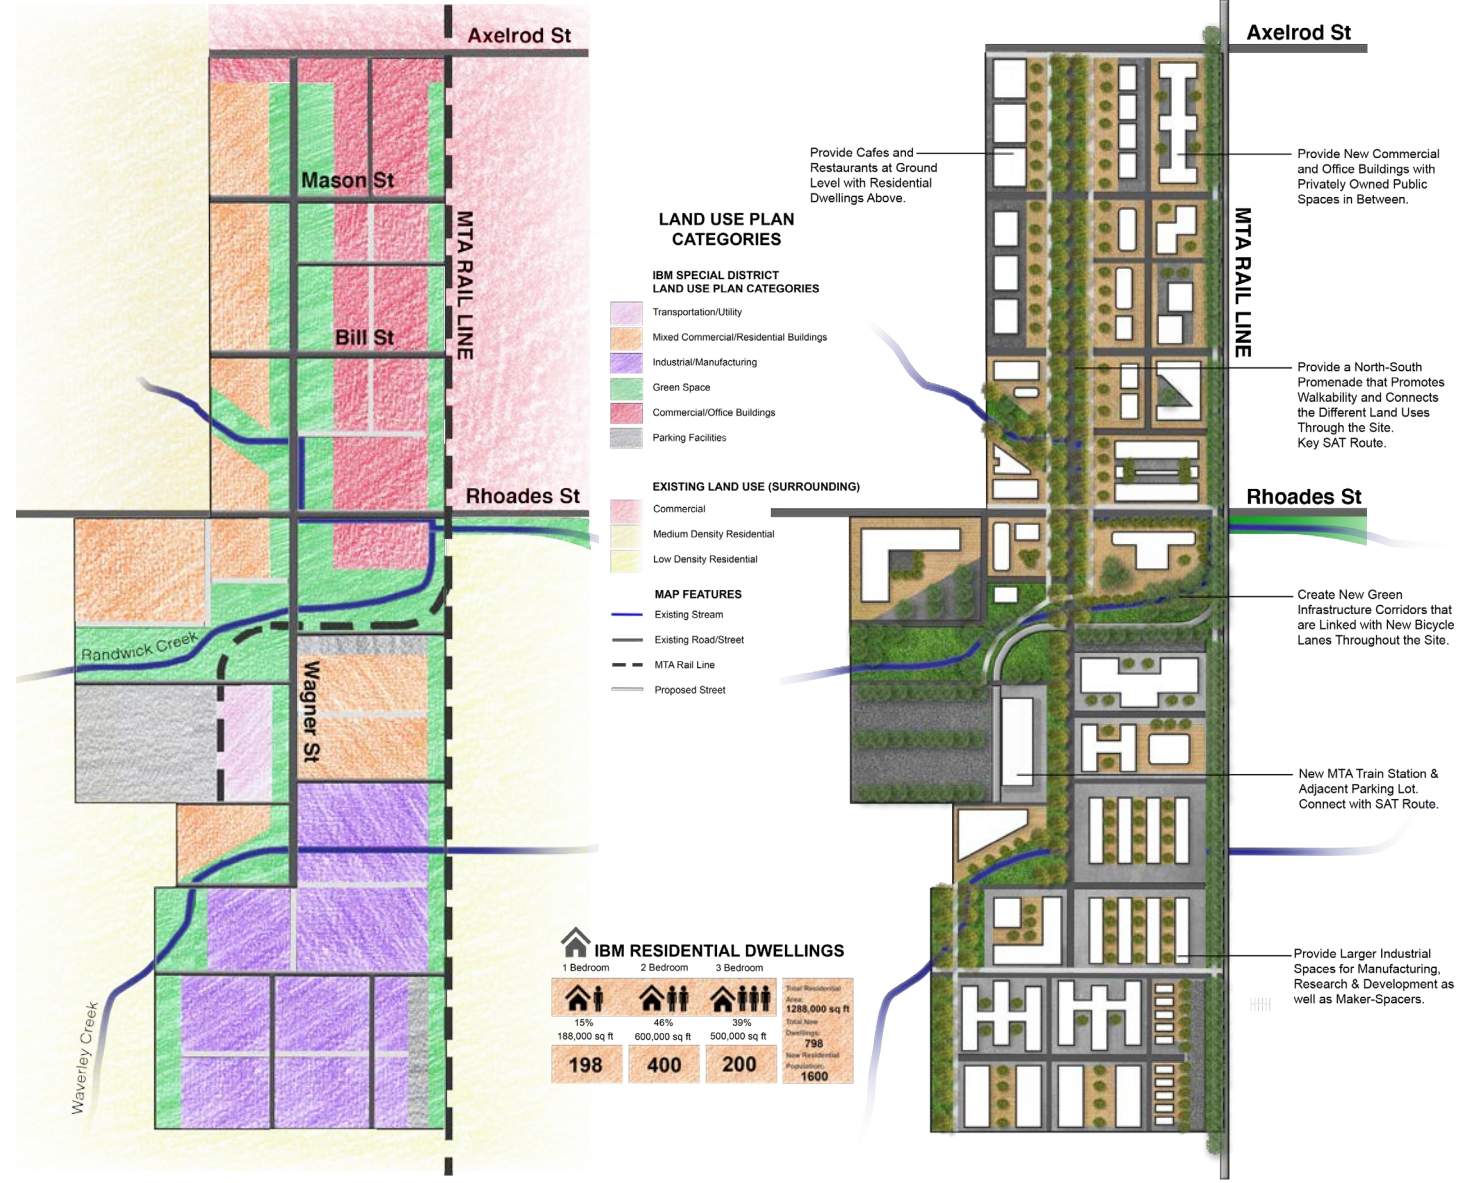 Axelrod St
Mason St
MTA RAIL LINE
Bill St
Rhoades St
Randwick Creek
Wagner St
Waverley Creek
LAND USE PLAN
CATEGORIES
IBM SPECIAL DISTRICT
LAND USE PLAN CATEGORIES
Transportation/Utility
Mixed Commercial/Residential Buildings
Industrial/Manufacturing
Green Space
Commercial/Office Buildings
Parking Facilities
EXISTING LAND USE (SURROUNDING)
Commercial
Medium Density Residential
Low Density Residential
MAP FEATURES
Existing Stream
Existing Road/Street
MTA Rail Line
Proposed Street
IBM RESIDENTIAL DWELLINGS
1 Bedroom
2 Bedroom
3 Bedroom
15%
46%
39%
188,000 sq ft
600,000 sq ft
500,000 sq ft
198
400
200
Total Residential
Area:
1288,000 sq ft
Total New
Dwellings:
798
New Residential
Population:
1600
Axelrod St
Provide Cafes and
Restaurants at Ground
Level with Residential
Dwellings Above.
Provide New Commercial
and Office Buildings with
Privately Owned Public
Spaces in Between.
MTA RAIL LINE
Provide a North-South
Promenade that Promotes
Walkability and Connects
the Different Land Uses
Through the Site.
Key SAT Route.
Rhoades St
Create New Green
Infrastructure Corridors that
are Linked with New Bicycle
Lanes Throughout the Site.
New MTA Train Station &
Adjacent Parking Lot.
Connect with SAT Route.
Provide Larger Industrial
Spaces for Manufacturing,
Research & Development as
well as Maker-Spacers.